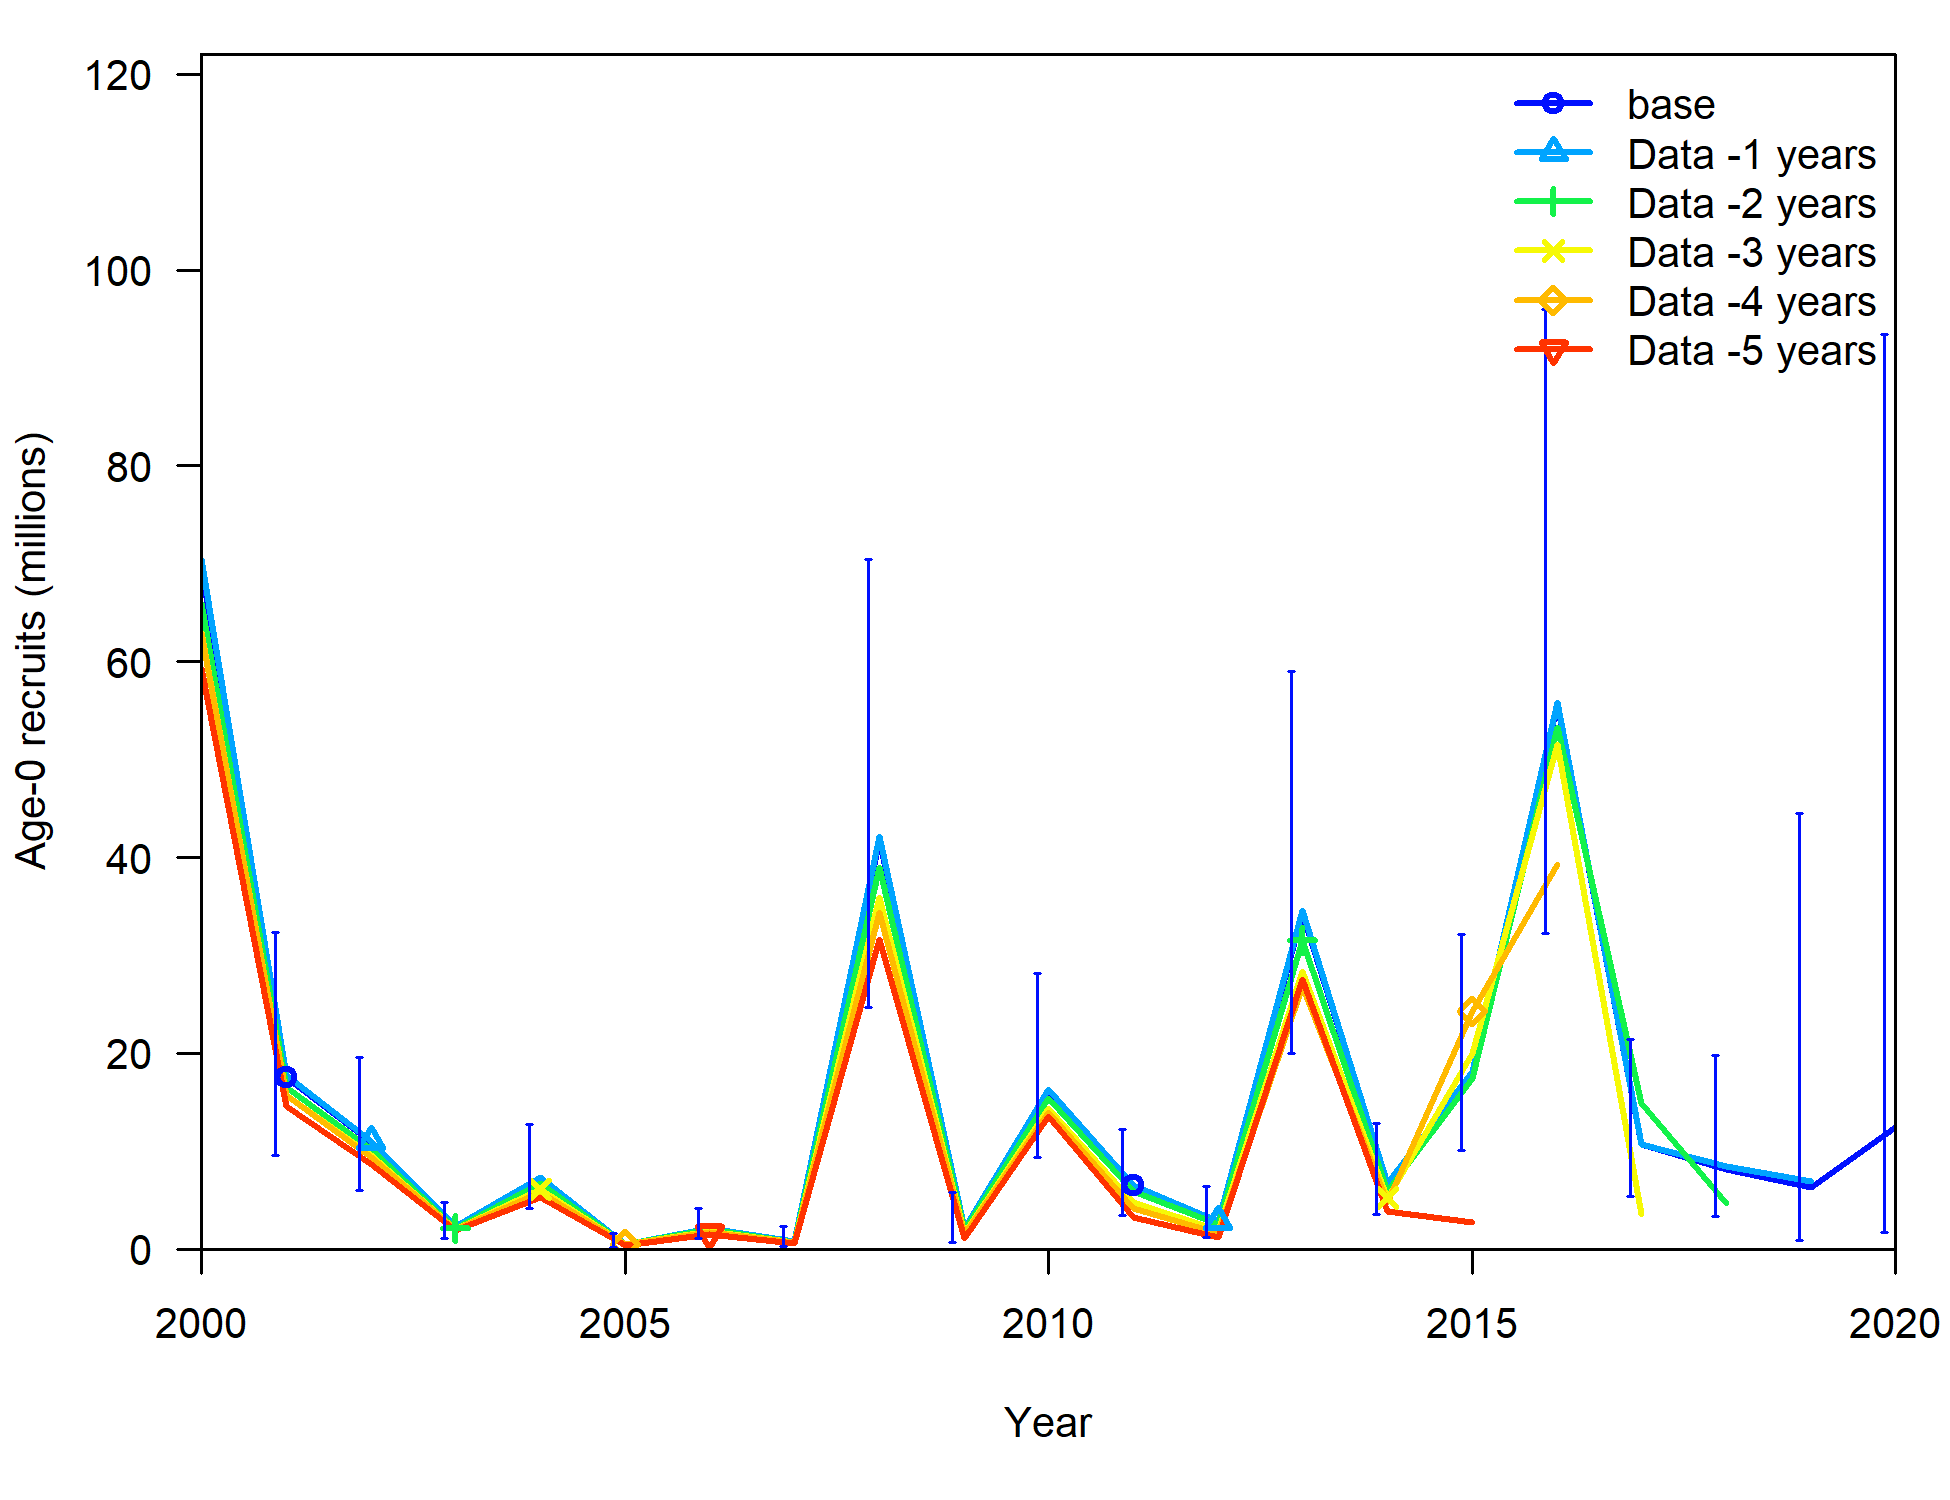 120
100
80
60
40
20
0
Age-0 recruits (millions)
base
Data -1 years
Data -2 years
Data -3 years
Data -4 years
Data -5 years
2000 2005 2010 2015 2020
Year